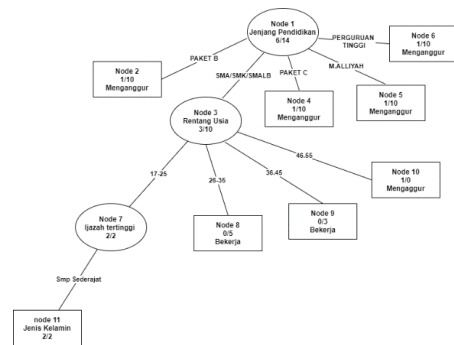 Node 1
Jenjang Pendidikan
6/14
PERGURUAN
TINGGI
Node 6
1/10
Menganggur
PAKET B
Node 2
1/10
Menganggur
SMA/SMK/SMALB
PAKET C
M.ALLIYAH
Node 4
1/10
Menganggur
Node 5
1/10
Menganggur
Node 3
Rentang Usia
3/10
46.55
Node 10
1/0
Mengaggur
17-25
26-35
36.45
Node 7
Ijazah tertinggi
2/2
Node 8
0/5
Bekerja
Node 9
0/3
Bekerja
Smp Sederajat
node 11
Jenis Kelamin
2/2